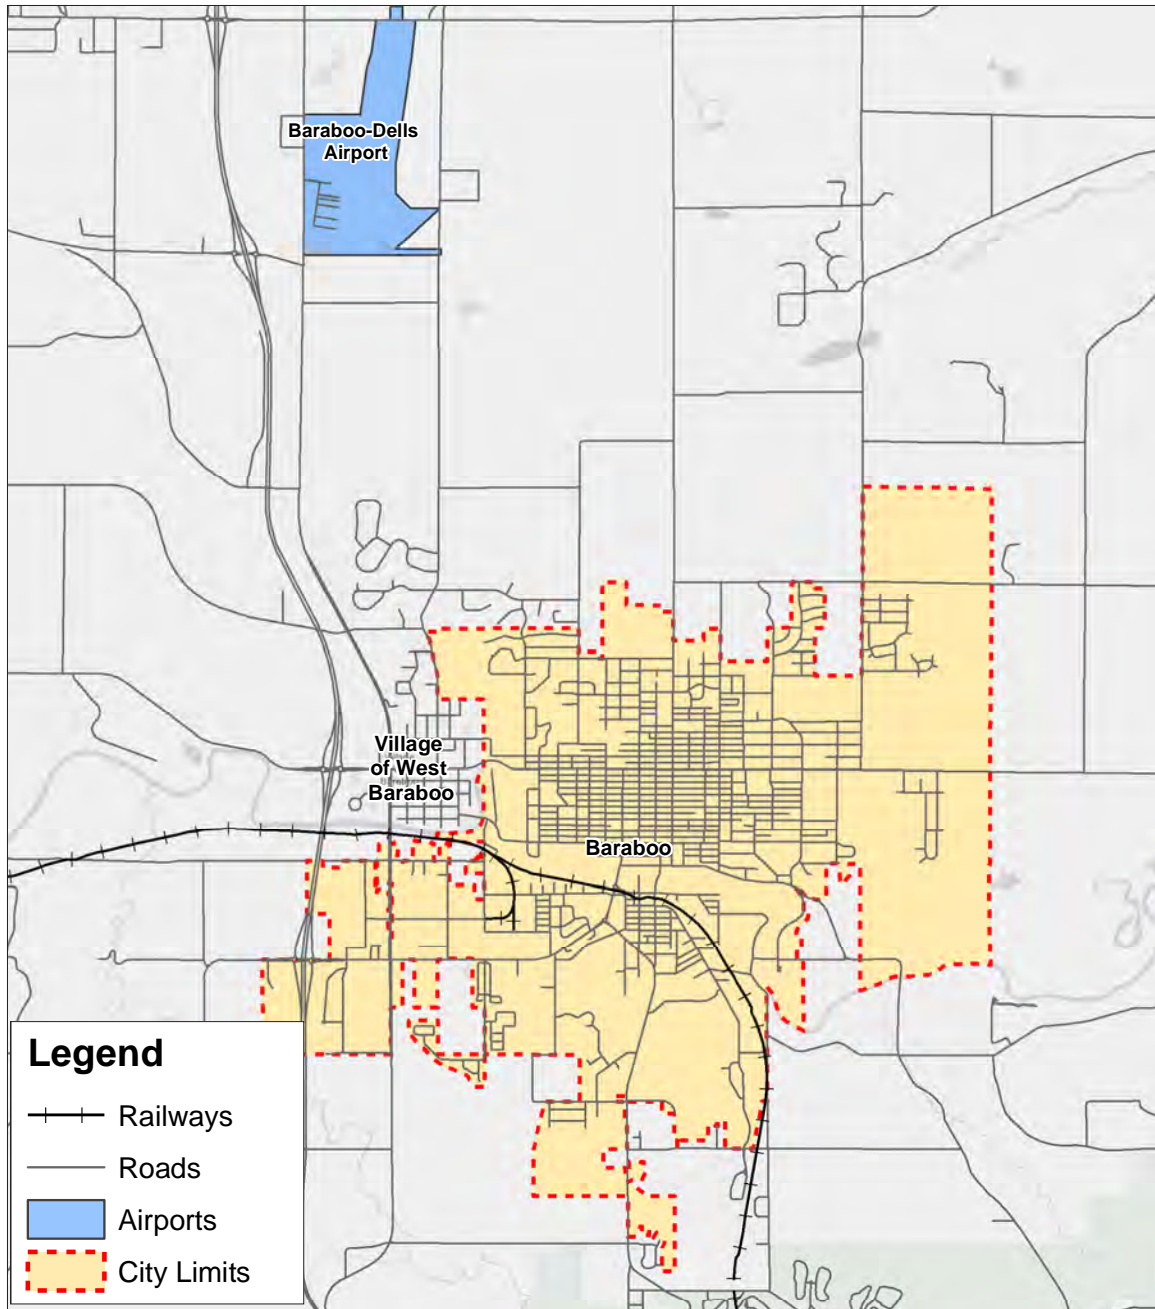 Baraboo-Dells
Airport
Village
of West
Baraboo
Baraboo
Legend
Railways
Roads
Airports
City Limits